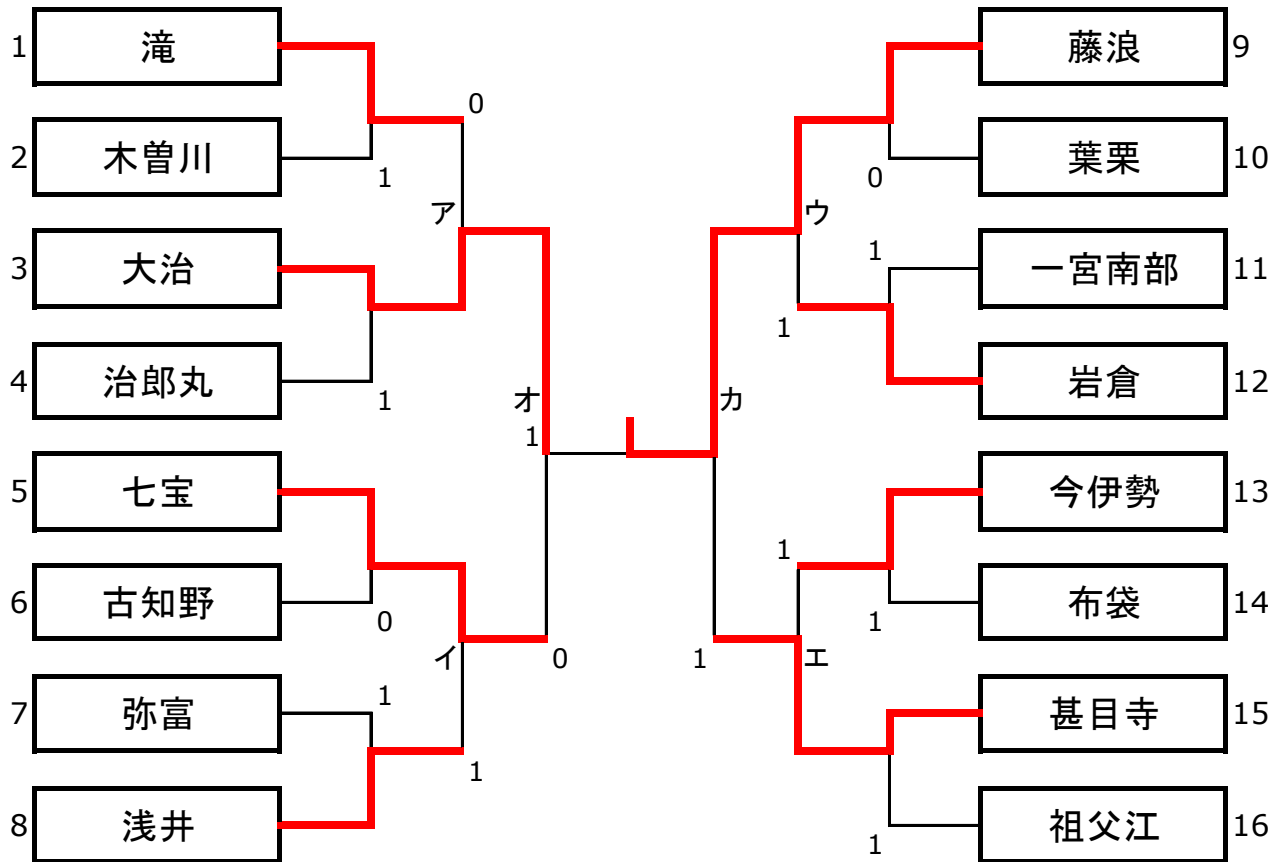 1 滝 藤浪 9
0
2 木曽川 葉栗 10
1 0
ア ウ
1
3 大治 一宮南部 11
1
4 治郎丸 岩倉 12
1 オ カ
1
5 七宝 今伊勢 13
1
6 古知野 布袋 14
0 1
イ 0 1 エ
1
7 弥富 甚目寺 15
1
8 浅井 祖父江 16
1